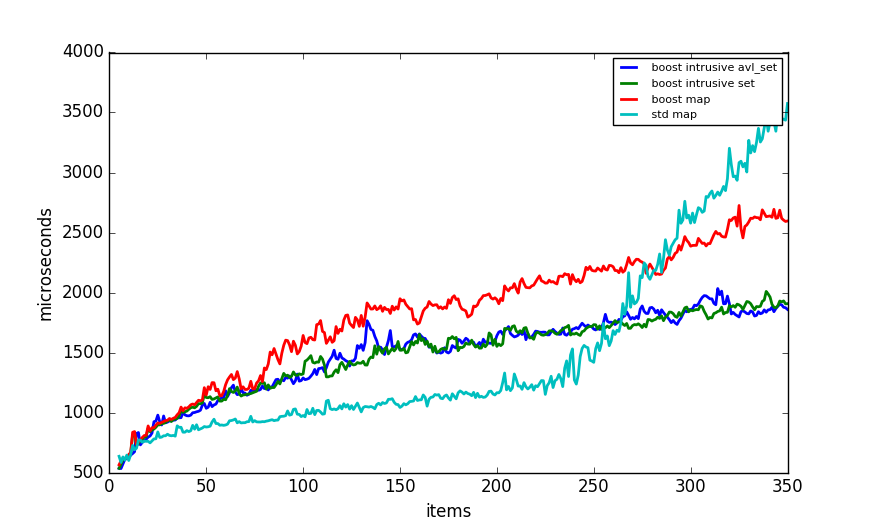 4000
3500
3000
2500
2000
1500
1000
500
0
50
100
150
200
250
300
350
microseconds
items
boost intrusive avl_set
boost intrusive set
boost map
std map